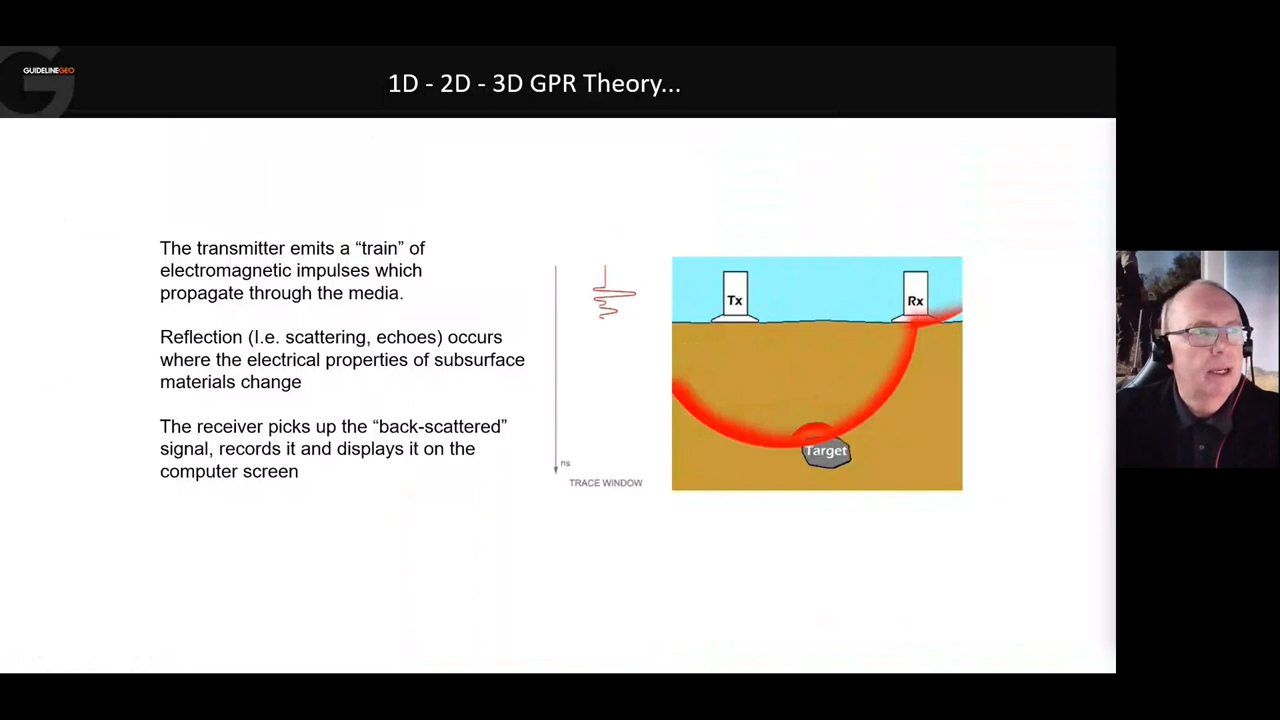 GUIDELINEGEO
1D - 2D - 3D GPR Theory...
The transmitter emits a “train” of
electromagnetic impulses which
propagate through the media.
Reflection (I.e. scattering, echoes) occurs
where the electrical properties of subsurface
materials change
The receiver picks up the “back-scattered”
signal, records it and displays it on the
computer screen
ns
TRACE WINDOW
Tx
Rx
Target